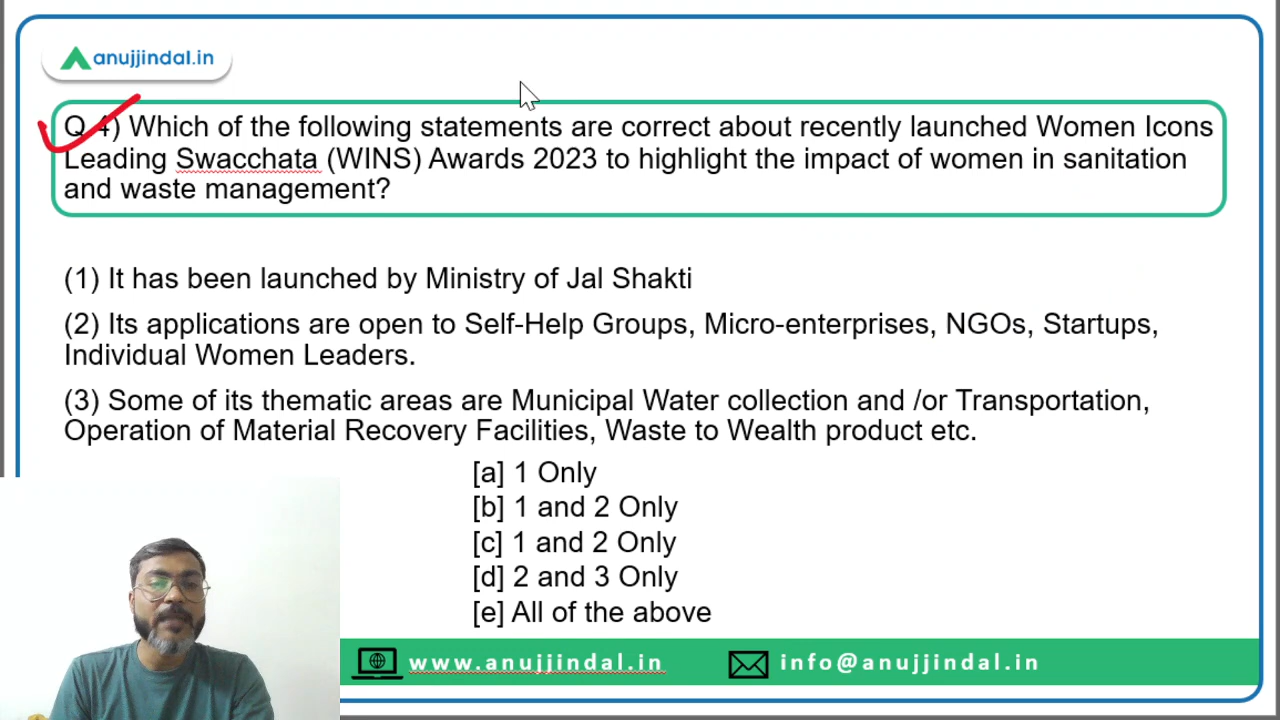 anujjindal.in
Q 4) Which of the following statements are correct about recently launched Women Icons
Leading Swacchata (WINS) Awards 2023 to highlight the impact of women in sanitation
and waste management?
(1) It has been launched by Ministry of Jal Shakti
(2) Its applications are open to Self-Help Groups, Micro-enterprises, NGOs, Startups,
Individual Women Leaders.
(3) Some of its thematic areas are Municipal Water collection and /or Transportation,
Operation of Material Recovery Facilities, Waste to Wealth product etc.
[a] 1 Only
[b] 1 and 2 Only
[c] 1 and 2 Only
[d] 2 and 3 Only
[e] All of the above
www.anujjindal.in
info@anujjindal.in